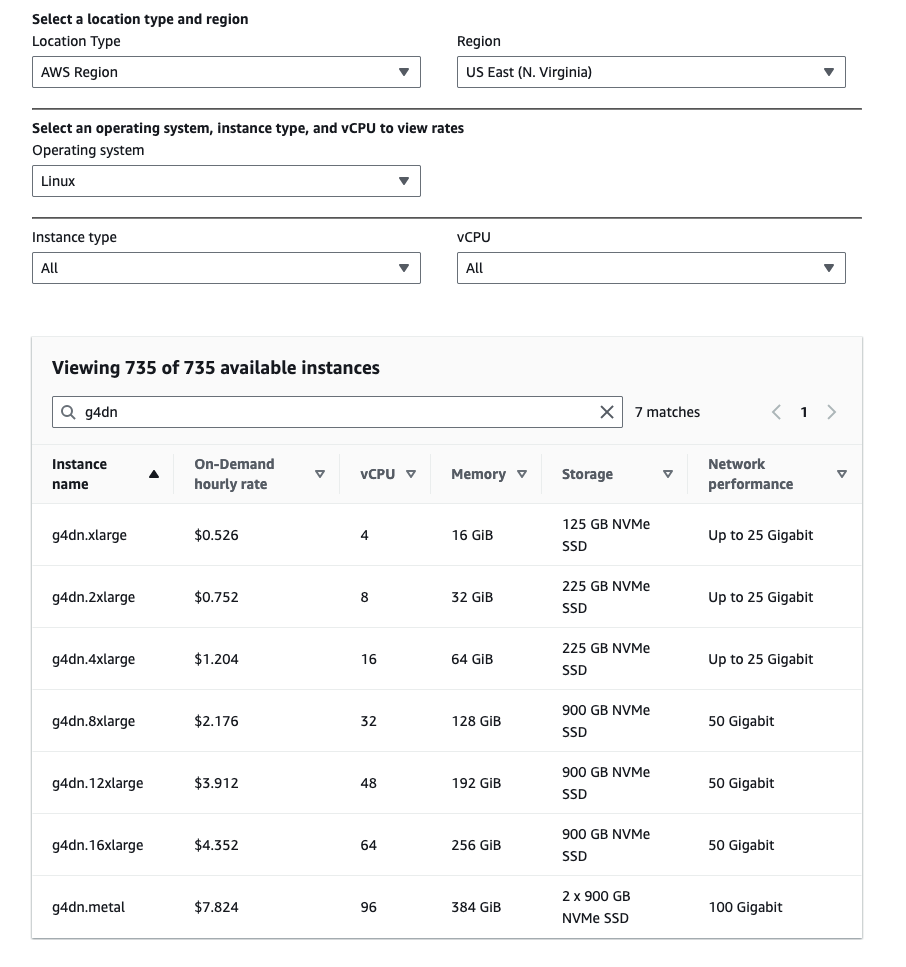 Select a location type and region
Location Type
Region
AWS Region
US East (N. Virginia)
Select an operating system, instance type, and vCPU to view rates
Operating system
Linux
Instance type
vCPU
All
All
Viewing 735 of 735 available instances
g4dn
7 matches
1
Instance name
On-Demand hourly rate
vCPU
Memory
Storage
Network performance
g4dn.xlarge $0.526 4 16 GiB 125 GB NVMe SSD Up to 25 Gigabit
g4dn.2xlarge $0.752 8 32 GiB 225 GB NVMe SSD Up to 25 Gigabit
g4dn.4xlarge $1.204 16 64 GiB 225 GB NVMe SSD Up to 25 Gigabit
g4dn.8xlarge $2.176 32 128 GiB 900 GB NVMe SSD 50 Gigabit
g4dn.12xlarge $3.912 48 192 GiB 900 GB NVMe SSD 50 Gigabit
g4dn.16xlarge $4.352 64 256 GiB 900 GB NVMe SSD 50 Gigabit
g4dn.metal $7.824 96 384 GiB 2 x 900 GB NVMe SSD 100 Gigabit